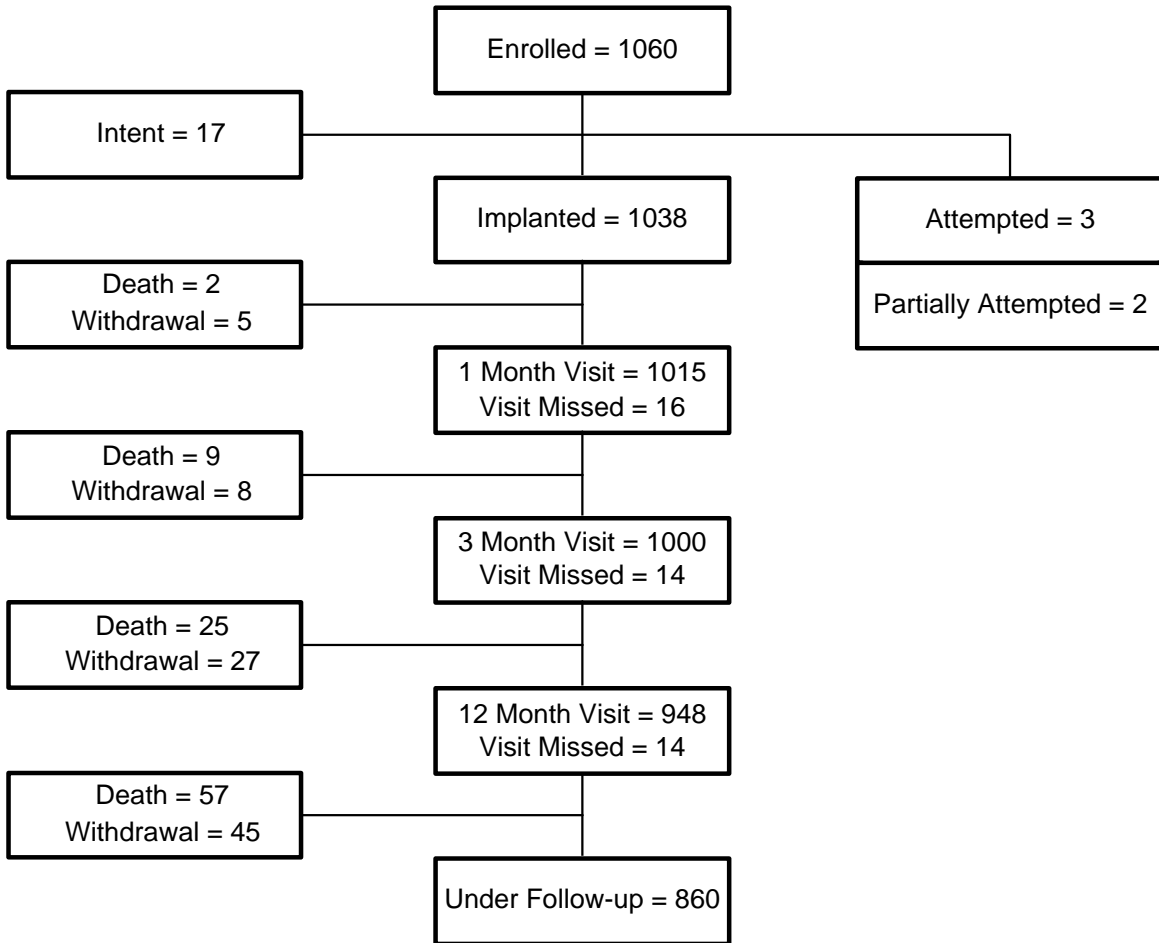 Enrolled = 1060
Intent = 17
Implanted = 1038
Attempted = 3
Partially Attempted = 2
Death = 2
Withdrawal = 5
1 Month Visit = 1015
Visit Missed = 16
Death = 9
Withdrawal = 8
3 Month Visit = 1000
Visit Missed = 14
Death = 25
Withdrawal = 27
12 Month Visit = 948
Visit Missed = 14
Death = 57
Withdrawal = 45
Under Follow-up = 860